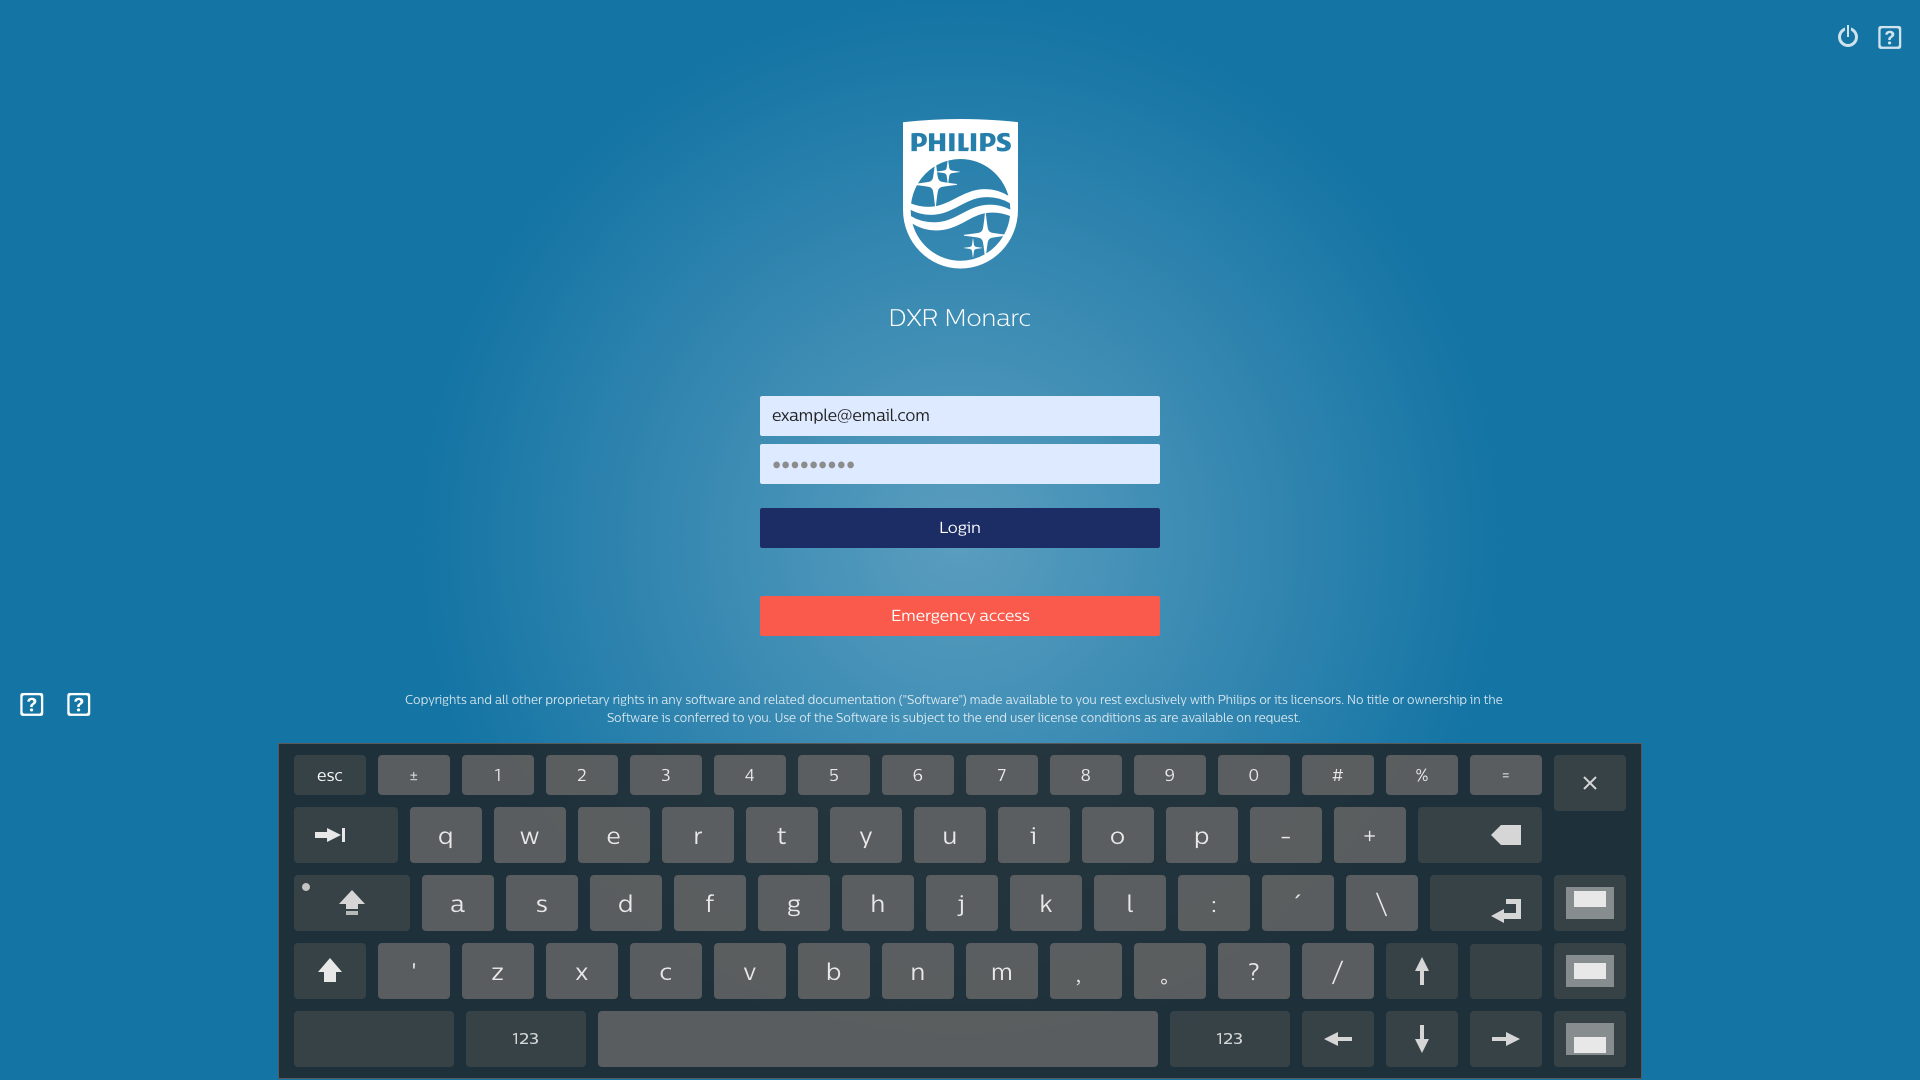 PHILIPS
DXR Monarc
example@email.com
Login
Emergency access
Copyrights and all other proprietary rights in any software and related documentation ("Software") made available to you rest exclusively with Philips or its licensors. No title or ownership in the
Software is conferred to you. Use of the Software is subject to the end user license conditions as are available on request.
esc ± 1 2 3 4 5 6 7 8 9 0 # % =
q w e r t y u i o p - +
a s d f g h j k l : ´ \
' z x c v b n m , 。 ? /
123 123